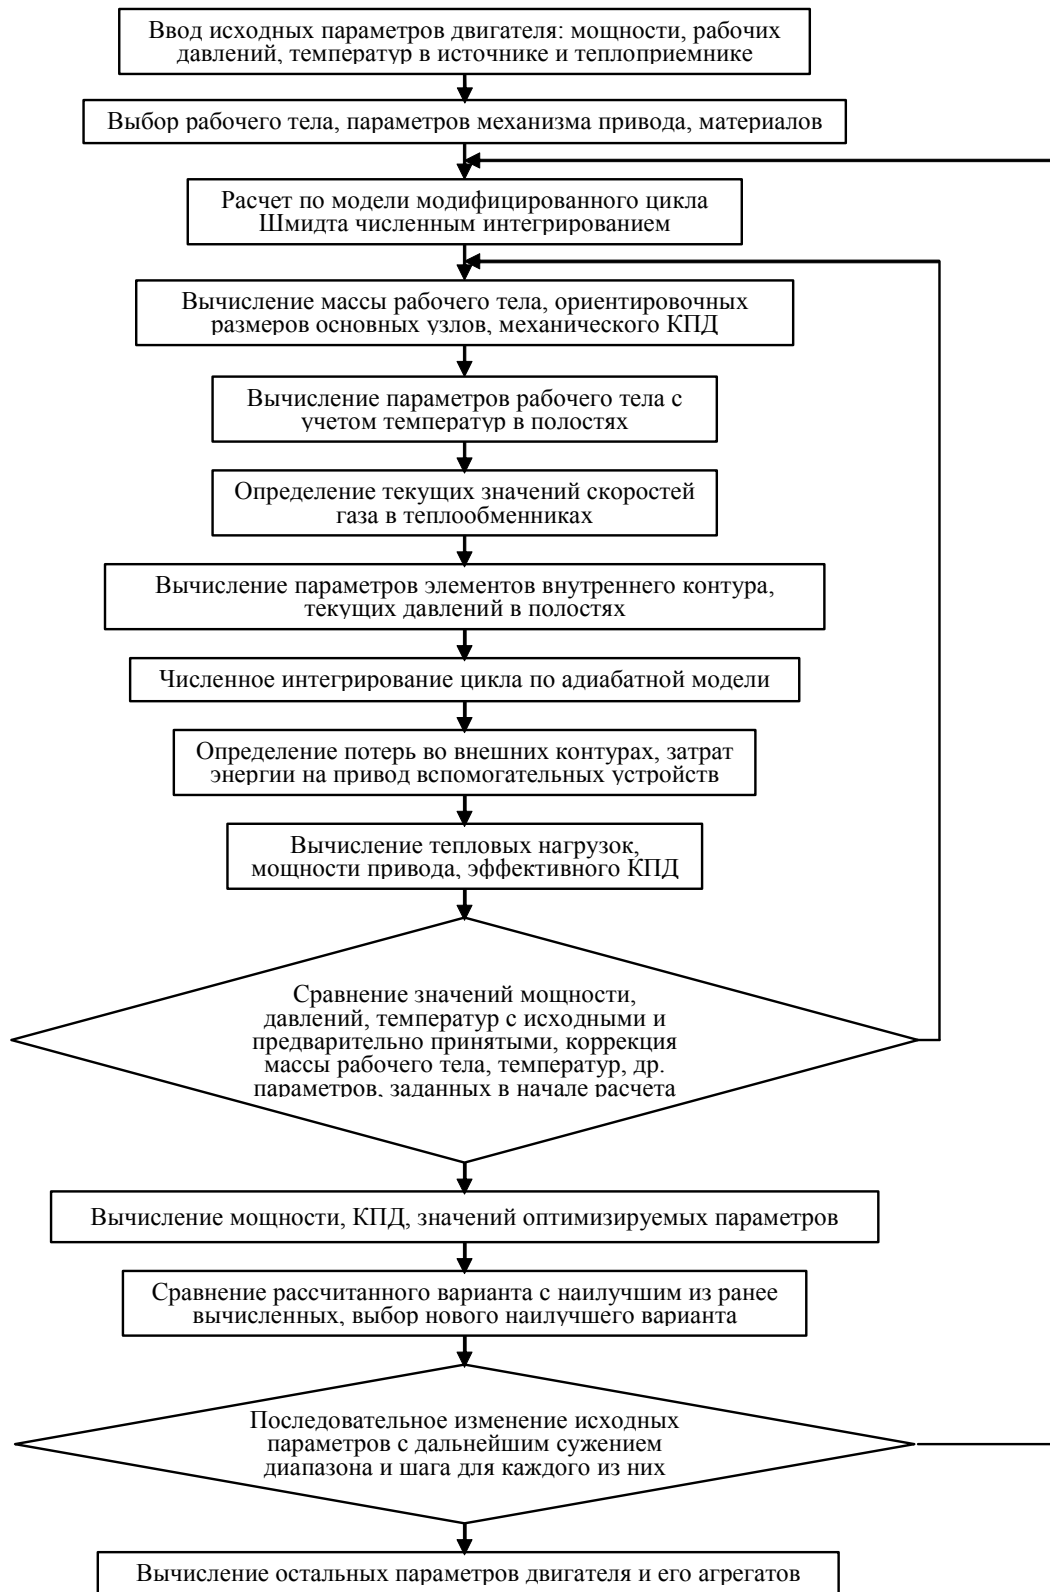 Ввод исходных параметров двигателя: мощности, рабочих
давлений, температур в источнике и теплоприемнике
Выбор рабочего тела, параметров механизма привода, материалов
Расчет по модели модифицированного цикла
Шмидта численным интегрированием
Вычисление массы рабочего тела, ориентировочных
размеров основных узлов, механического КПД
Вычисление параметров рабочего тела с
учетом температур в полостях
Определение текущих значений скоростей
газа в теплообменниках
Вычисление параметров элементов внутреннего контура,
текущих давлений в полостях
Численное интегрирование цикла по адиабатной модели
Определение потерь во внешних контурах, затрат
энергии на привод вспомогательных устройств
Вычисление тепловых нагрузок,
мощности привода, эффективного КПД
Сравнение значений мощности,
давлений, температур с исходными и
предварительно принятыми, коррекция
массы рабочего тела, температур, др.
параметров, заданных в начале расчета
Вычисление мощности, КПД, значений оптимизируемых параметров
Сравнение рассчитанного варианта с наилучшим из ранее
вычисленных, выбор нового наилучшего варианта
Последовательное изменение исходных
параметров с дальнейшим сужением
диапазона и шага для каждого из них
Вычисление остальных параметров двигателя и его агрегатов